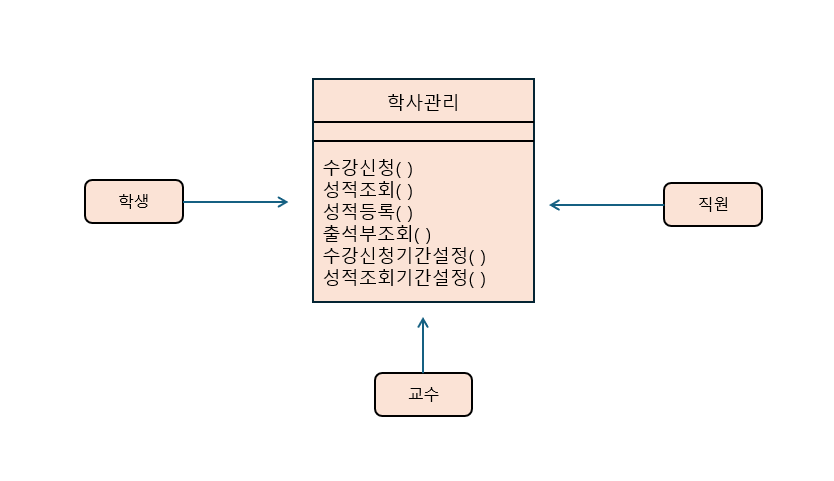 학사관리
수강신청( )
성적조회( )
성적등록( )
출석부조회( )
수강신청기간설정( )
성적조회기간설정( )
학생
직원
교수